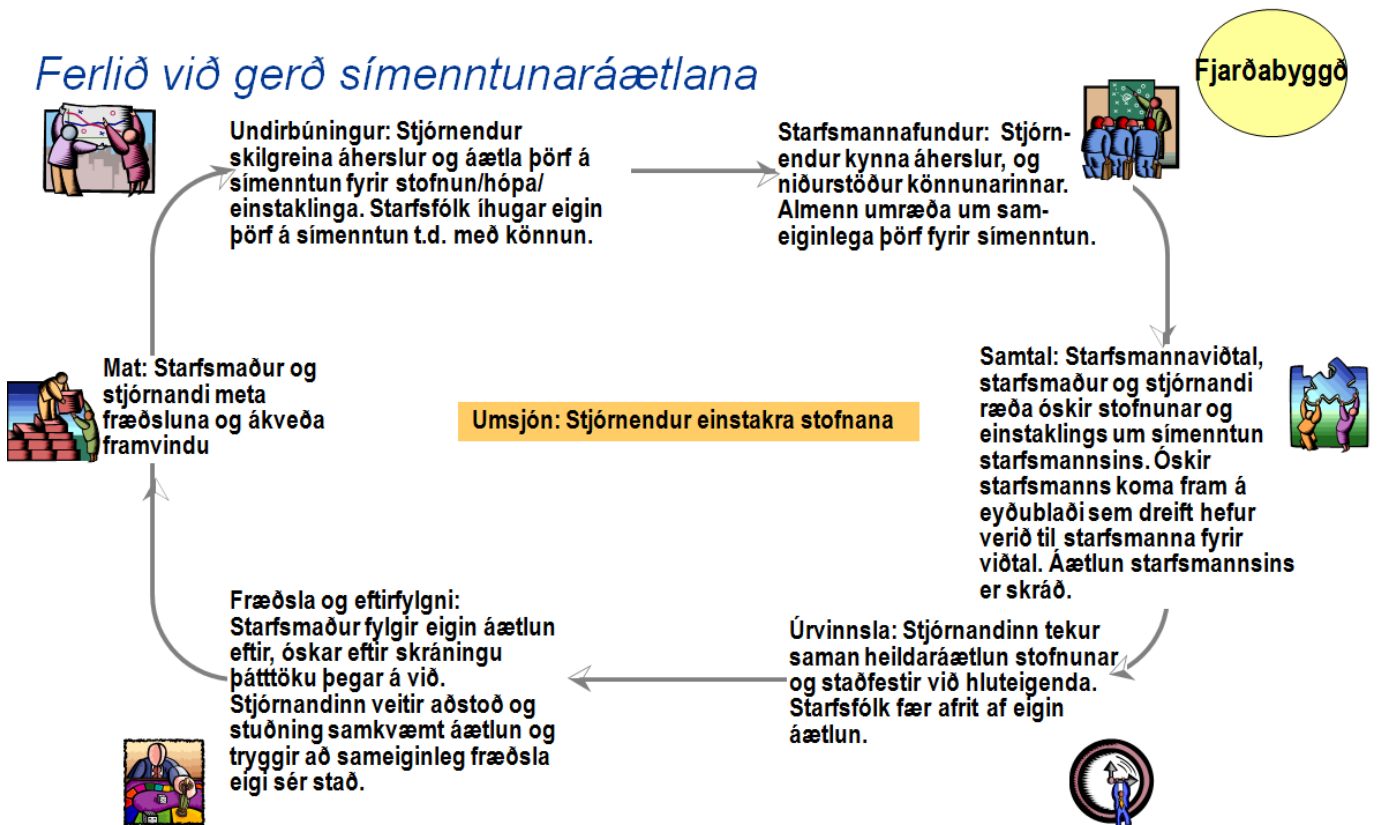 Ferlið við gerð símenntunaráætlana
Fjarðabyggð
Undirbúningur: Stjórnendur
skilgreina áherslur og áætla þörf á
símenntun fyrir stofnun/hópa/
einstaklinga. Starfsfólk íhugar eigin
þörf á símenntun t.d. með könnun.
Starfsmannafundur: Stjórn-
endur kynna áherslur, og
niðurstöður könnunarinnar.
Almenn umræða um sam-
eiginlega þörf fyrir símenntun.
Samtal: Starfsmannaviðtal,
starfsmaður og stjórnandi
ræða óskir stofnunar og
einstaklings um símenntun
starfsmannsins. Óskir
starfsmanns koma fram á
eyðublaði sem dreift hefur
verið til starfsmanna fyrir
viðtal. Áætlun starfsmannsins
er skráð.
Úrvinnsla: Stjórnandinn tekur
saman heildaráætlun stofnunar
og staðfestir við hluteigenda.
Starfsfólk fær afrit af eigin
áætlun.
Fræðsla og eftirfylgni:
Starfsmaður fylgir eigin áætlun
eftir, óskar eftir skráningu
þátttöku þegar á við.
Stjórnandinn veitir aðstoð og
stuðning samkvæmt áætlun og
tryggir að sameiginleg fræðsla
eigi sér stað.
Mat: Starfsmaður og
stjórnandi meta
fræðsluna og ákveða
framvindu
Umsjón: Stjórnendur einstakra stofnana